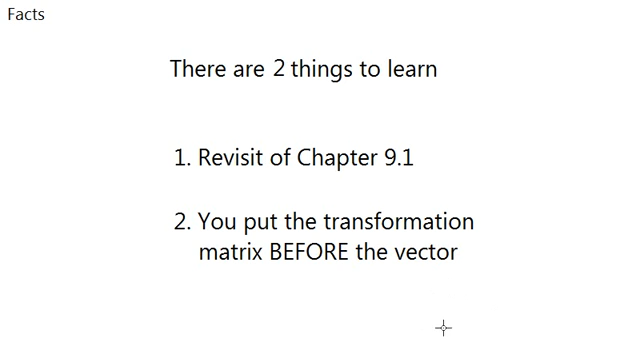 Facts
There are 2 things to learn
1. Revisit of Chapter 9.1
2. You put the transformation
matrix BEFORE the vector